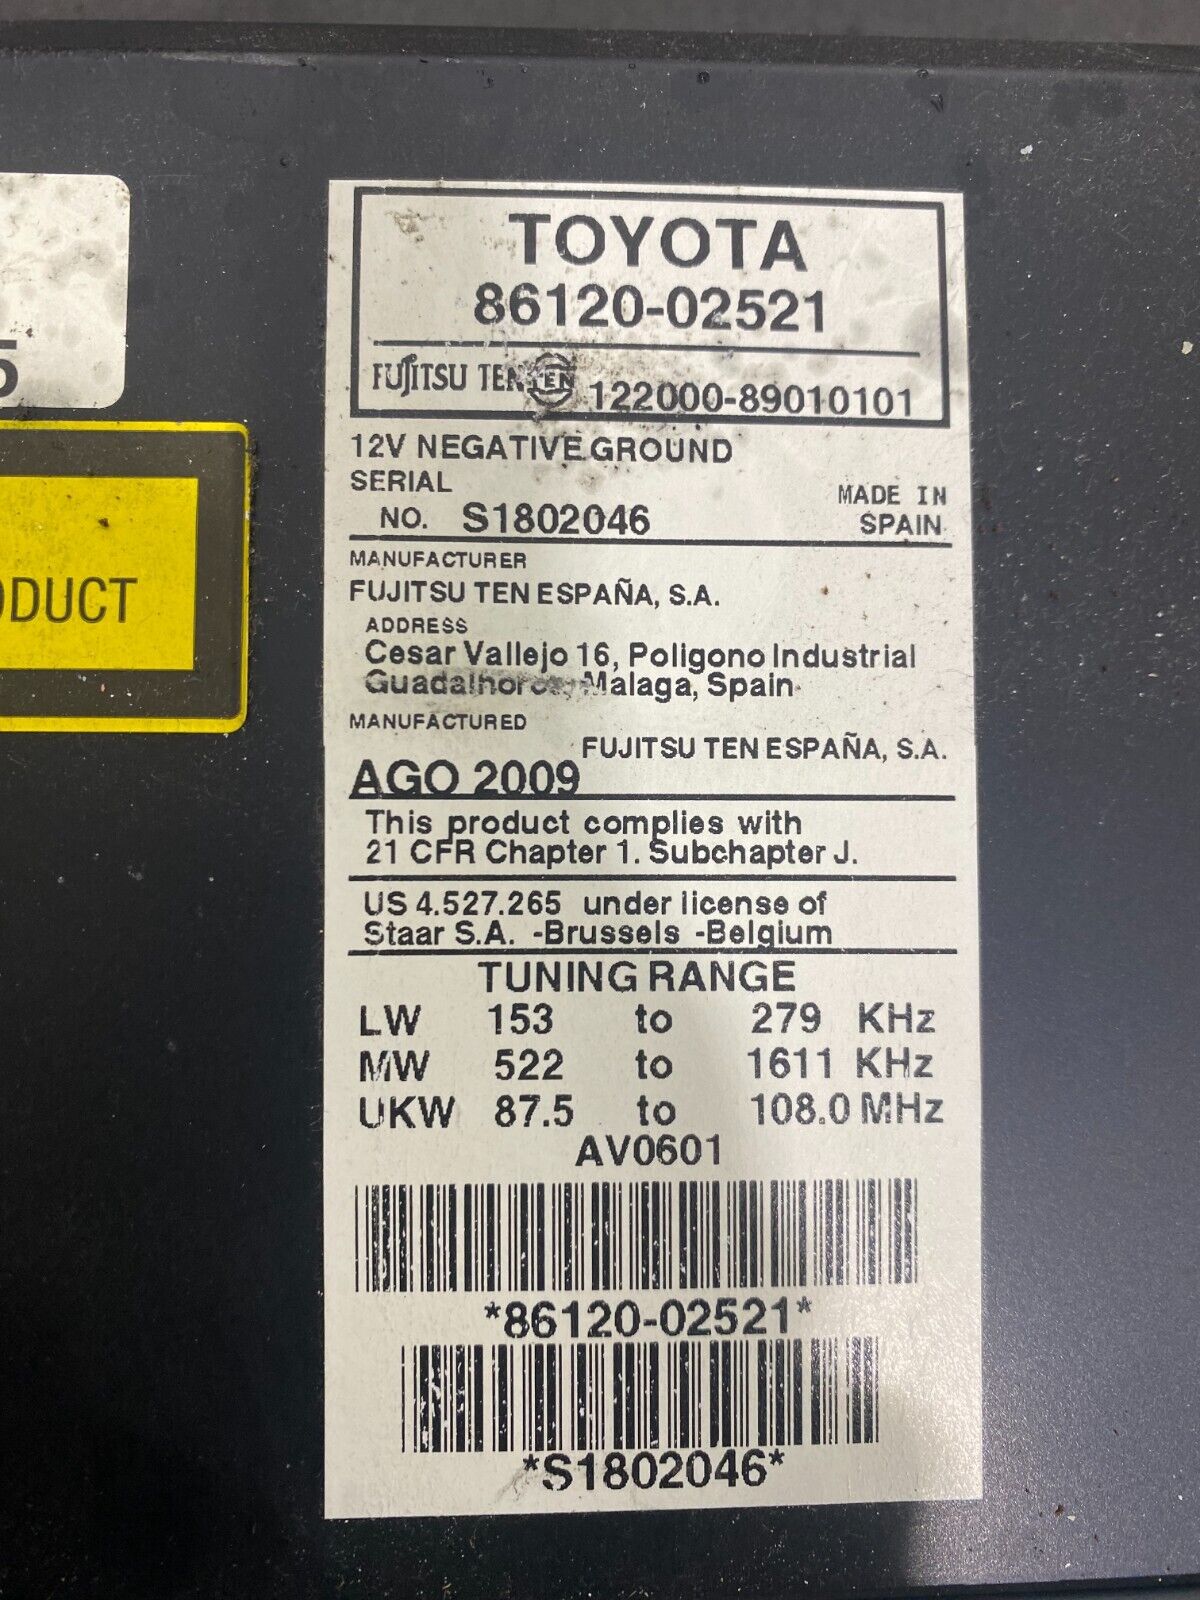 TOYOTA
86120-02521
FUJITSU TEN TEN 122000-89010101
12V NEGATIVE GROUND
SERIAL
NO. S1802046
MADE IN
SPAIN
MANUFACTURER
FUJITSU TEN ESPAÑA, S.A.
ADDRESS
Cesar Vallejo 16, Poligono Industrial
Malaga, Spain
MANUFACTURED
FUJITSU TEN ESPAÑA, S.A.
AGO 2009
This product complies with
21 CFR Chapter 1. Subchapter J.
US 4.527.265 under license of
Staar S.A. -Brussels -Belgium
TUNING RANGE
LW 153 to 279 KHz
MW 522 to 1611 KHz
UKW 87.5 to 108.0 MHz
AV0601
*86120-02521*
*S1802046*
5
ODUCT